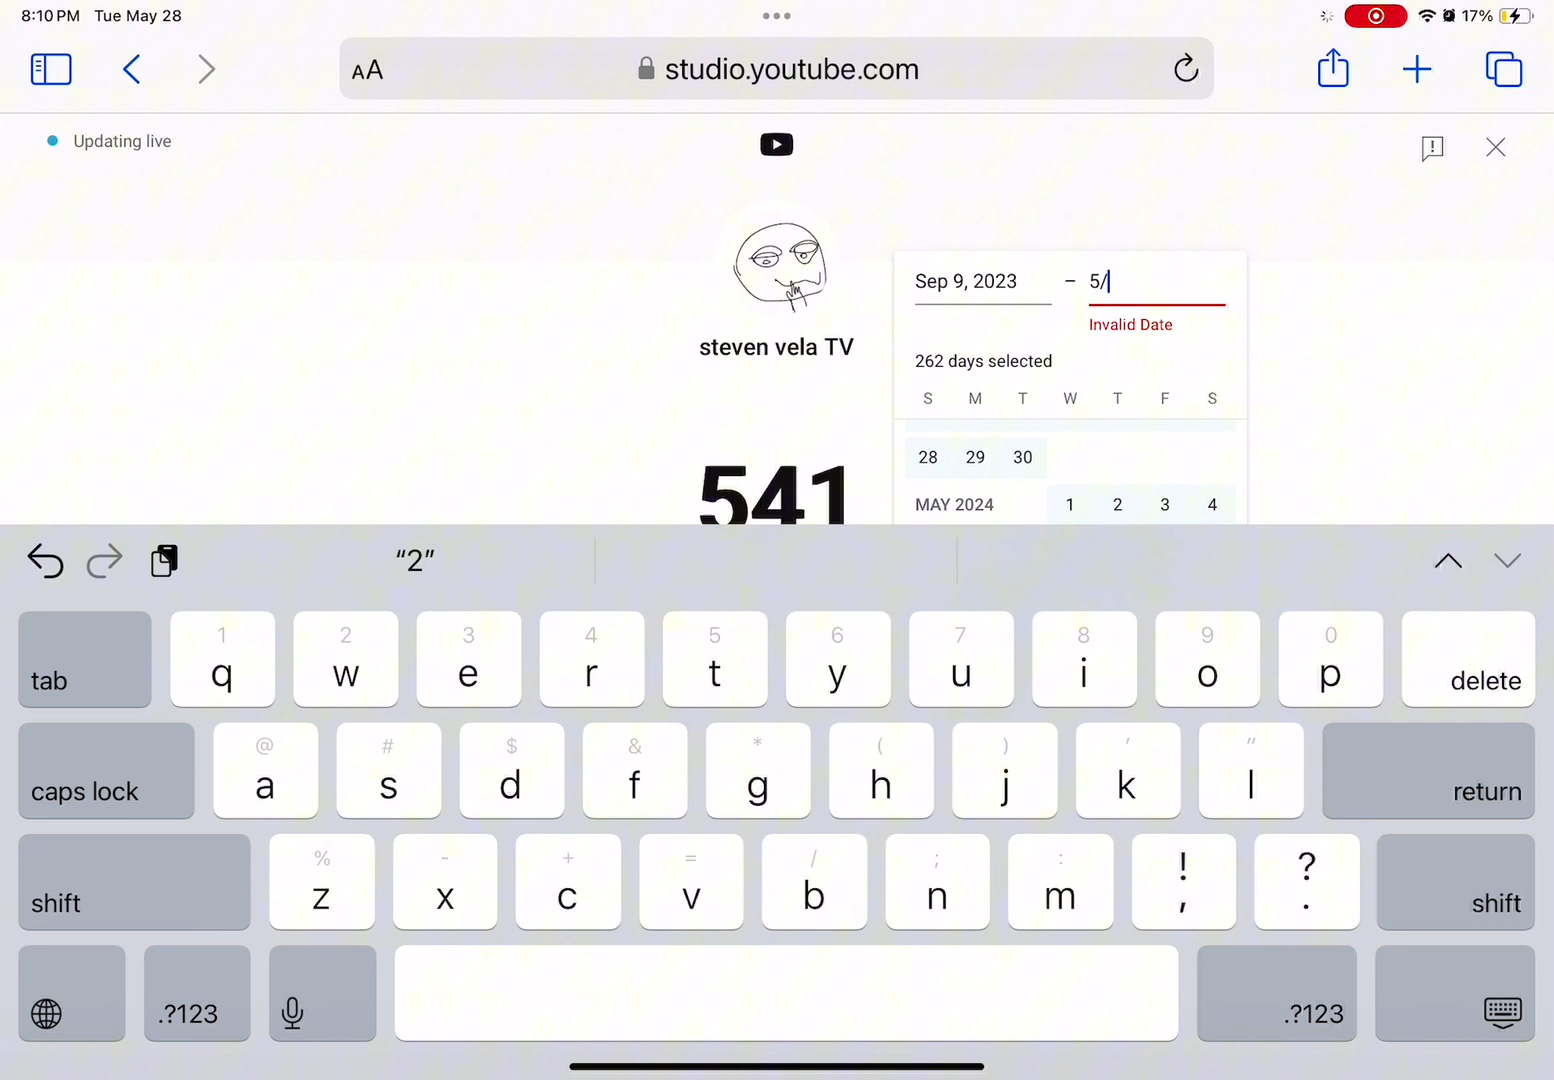 8:10 PM Tue May 28
17%
AA studio.youtube.com
Updating live
Sep 9, 2023 – 5/
Invalid Date
steven vela TV
262 days selected
S M T W T F S
28 29 30
541
MAY 2024 1 2 3 4
“2”
1 2 3 4 5 6 7 8 9 0
tab q w e r t y u i o p delete
@ # $ & * ( ) ' "
caps lock a s d f g h j k l return
% - + = / ; : ! ?
shift z x c v b n m , . shift
.?123 .?123